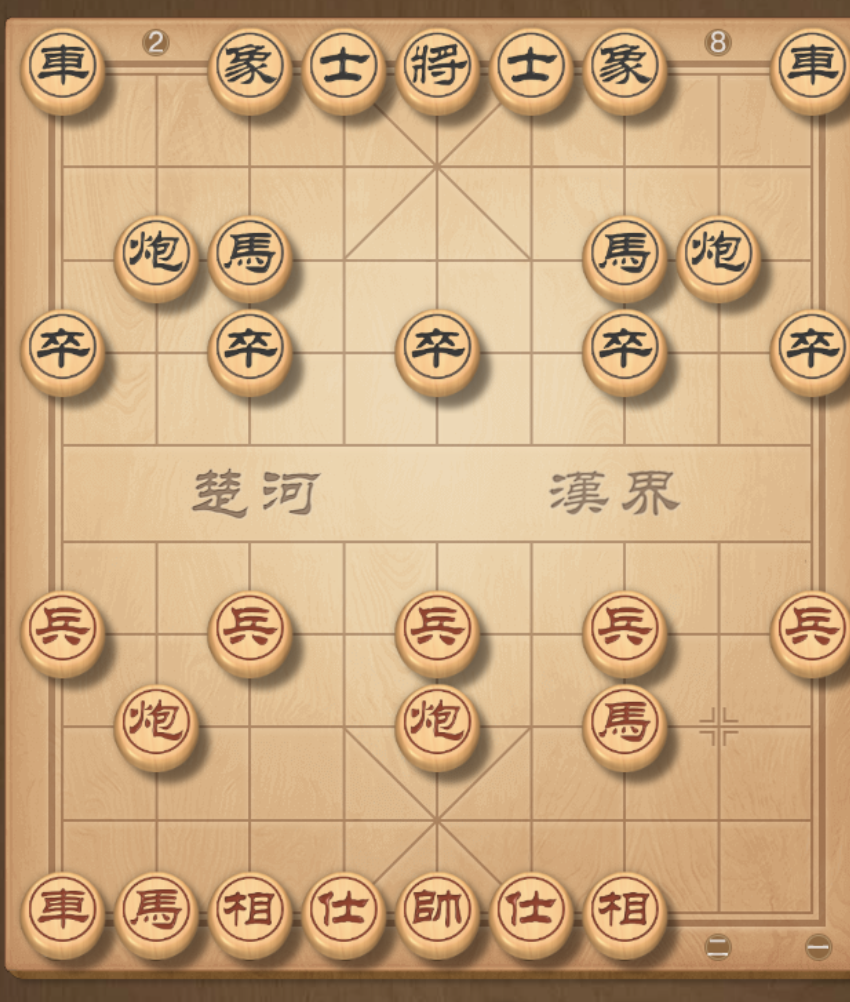 2 8
車 象 士 將 士 象 車
炮 馬 馬 炮
卒 卒 卒 卒 卒
楚河 漢界
兵 兵 兵 兵 兵
炮 炮 馬
車 馬 相 仕 帥 仕 相
二 一